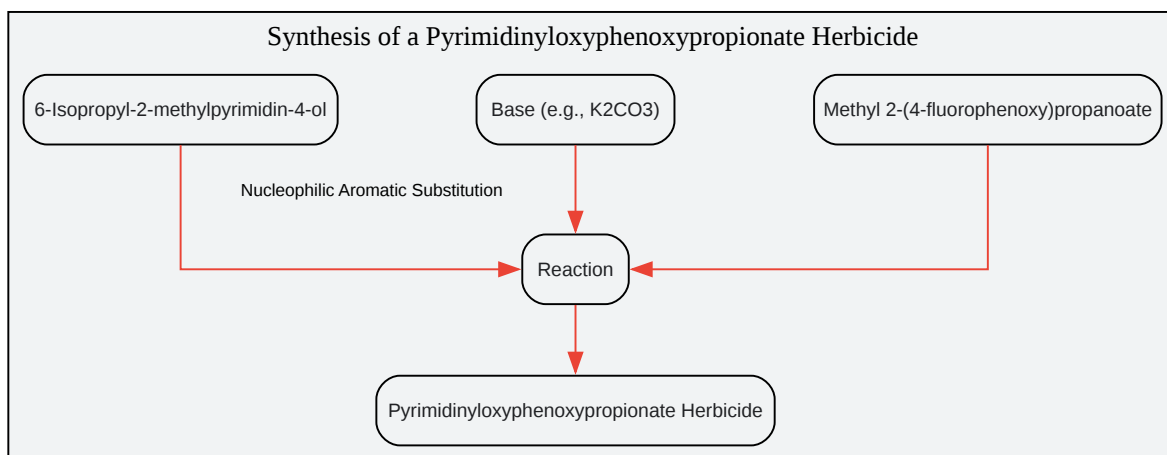 Synthesis of a Pyrimidinyloxyphenoxypropionate Herbicide
6-Isopropyl-2-methylpyrimidin-4-ol
Base (e.g., K2CO3)
Methyl 2-(4-fluorophenoxy)propanoate
Nucleophilic Aromatic Substitution
Reaction
Pyrimidinyloxyphenoxypropionate Herbicide